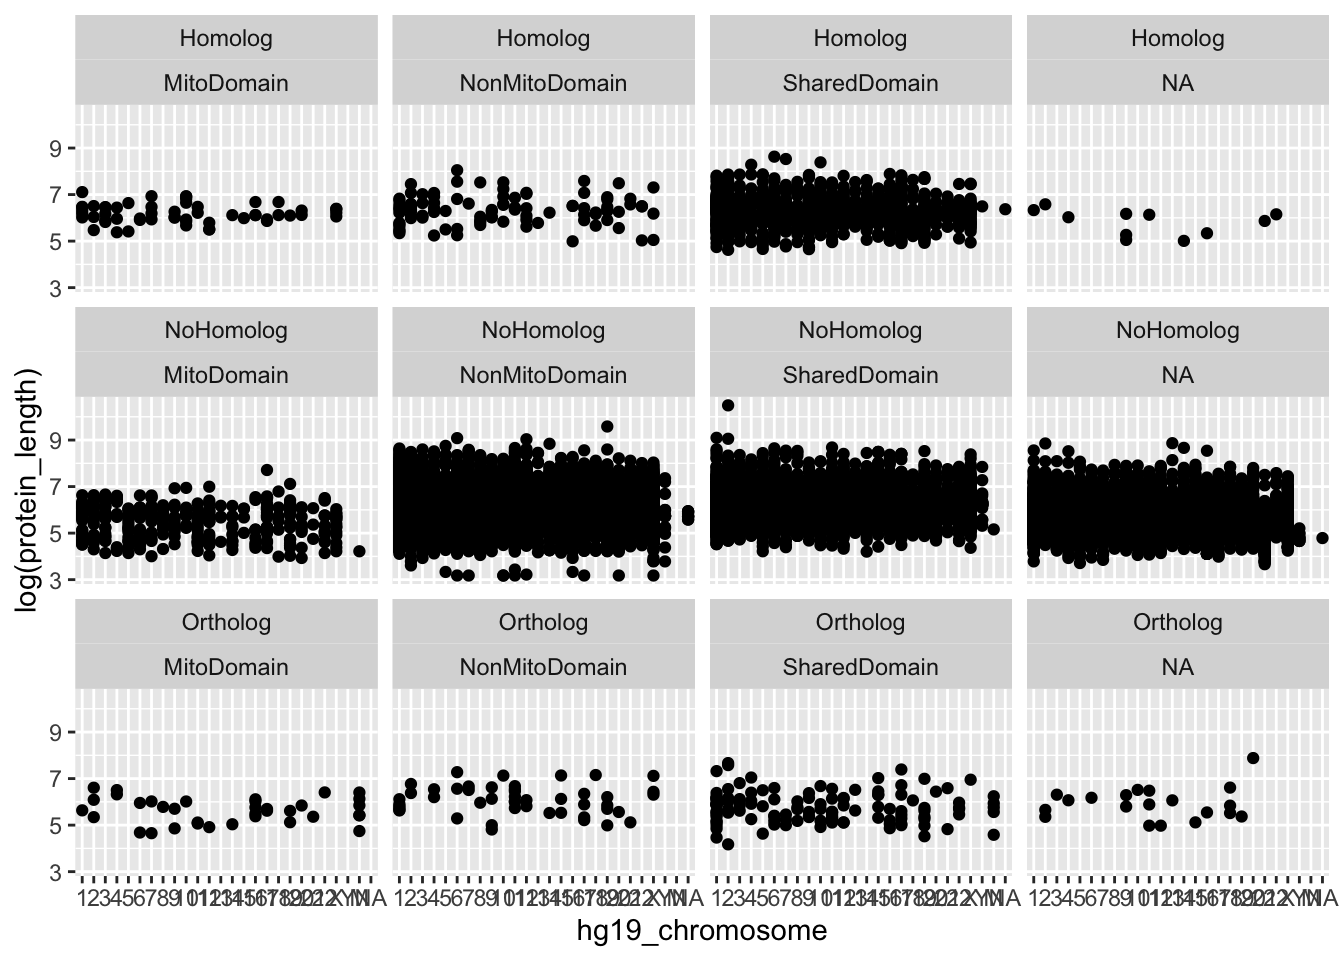 Homolog Homolog Homolog Homolog
MitoDomain NonMitoDomain SharedDomain NA
9
7
5
3
NoHomolog NoHomolog NoHomolog NoHomolog
MitoDomain NonMitoDomain SharedDomain NA
9
7
5
3
log(protein_length)
Ortholog Ortholog Ortholog Ortholog
MitoDomain NonMitoDomain SharedDomain NA
9
7
5
3
hg19_chromosome